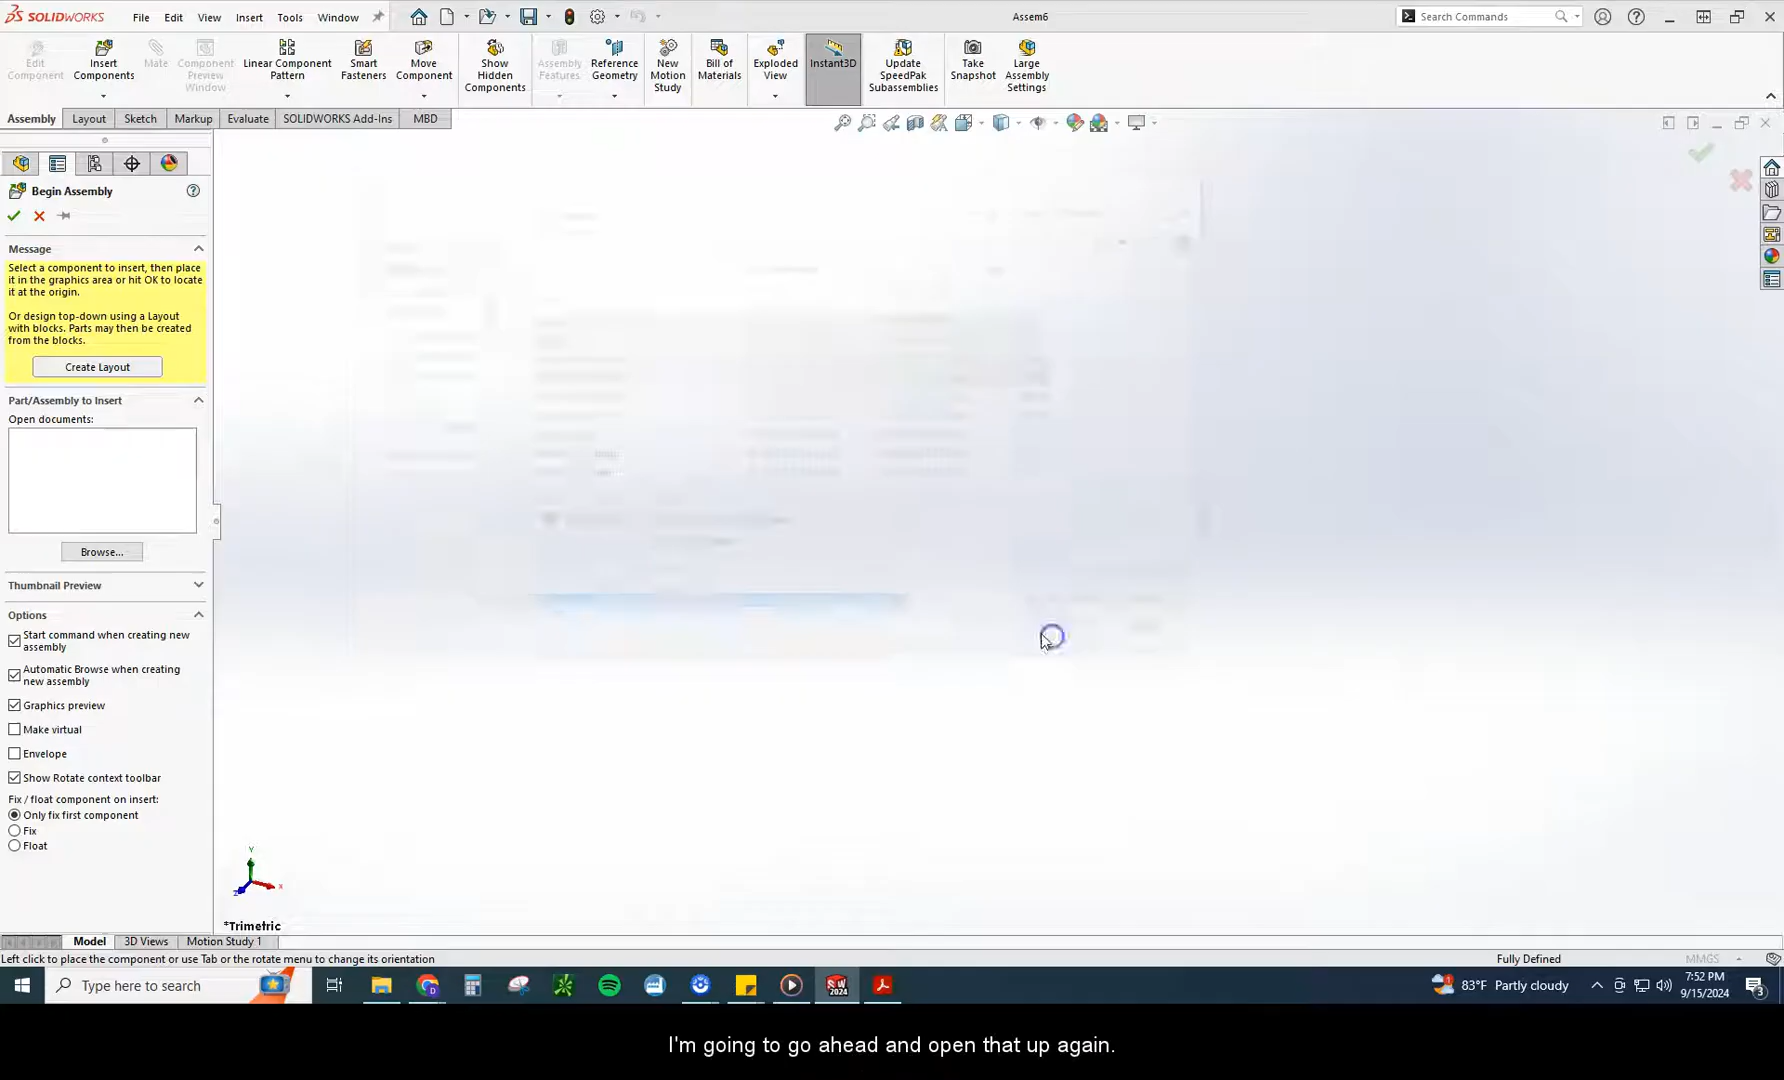 SOLIDWORKS File Edit View Insert Tools Window Assem6 Search Commands
Edit Component
Insert Components
Mate
Component Preview Window
Linear Component Pattern
Smart Fasteners
Move Component
Show Hidden Components
Assembly Features
Reference Geometry
New Motion Study
Bill of Materials
Exploded View
Instant3D
Update SpeedPak Subassemblies
Take Snapshot
Large Assembly Settings
Assembly Layout Sketch Markup Evaluate SOLIDWORKS Add-Ins MBD
Begin Assembly
Message
Select a component to insert, then place
it in the graphics area or hit OK to locate
it at the origin.
Or design top-down using a Layout
with blocks. Parts may then be created
from the blocks.
Create Layout
Part/Assembly to Insert
Open documents:
Browse...
Thumbnail Preview
Options
Start command when creating new
assembly
Automatic Browse when creating
new assembly
Graphics preview
Make virtual
Envelope
Show Rotate context toolbar
Fix / float component on insert:
Only fix first component
Fix
Float
Y
X
Z
*Trimetric
Model 3D Views Motion Study 1
Left click to place the component or use Tab or the rotate menu to change its orientation Fully Defined MMGS
Type here to search SW 2024 83°F Partly cloudy 7:52 PM
9/15/2024 3
I'm going to go ahead and open that up again.